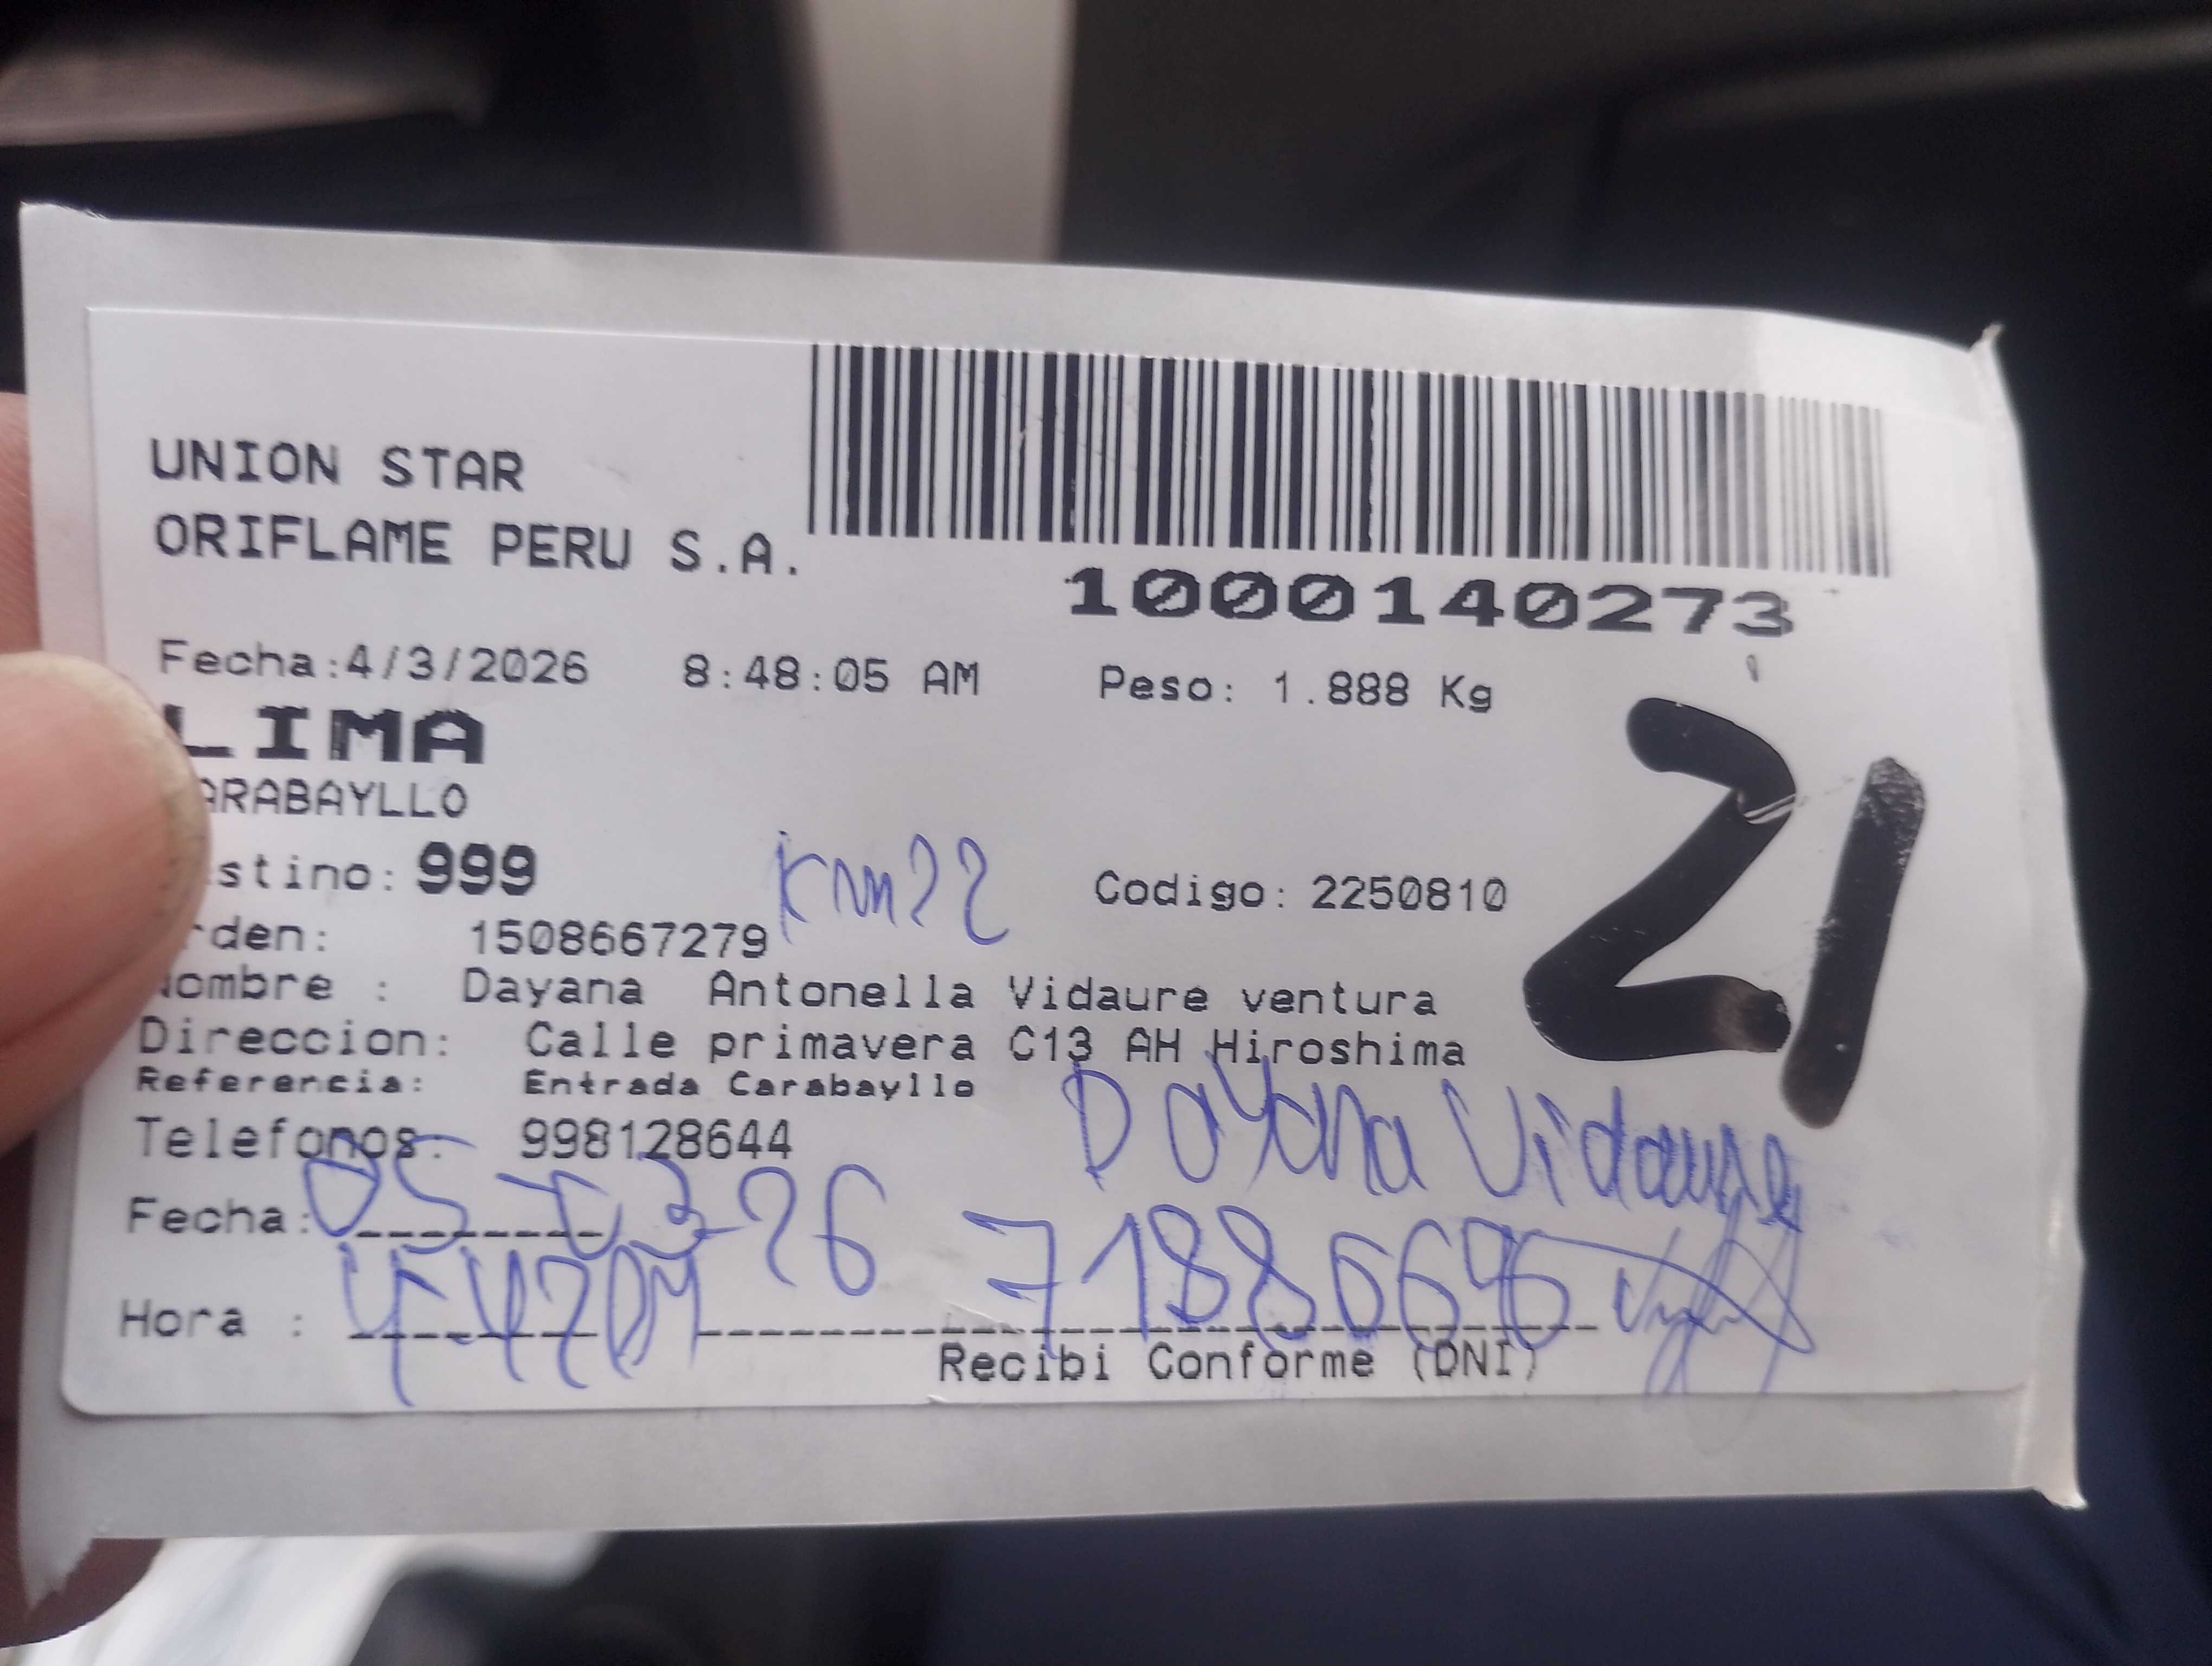 UNION STAR
ORIFLAME PERU S.A.
1000140273
Fecha:4/3/2026 8:48:05 AM Peso: 1.888 Kg
LIMA
ARABAYLLO
21
stino: 999
Km22
Codigo: 2250810
rden: 1508667279
Nombre : Dayana Antonella Vidaure ventura
Direccion: Calle primavera C13 AH Hiroshima
Referencia: Entrada Carabayllo
Telefonos: 998128644
Dayana Vidaure
Fecha: 05 03 26
71886696
Hora :
Recibi Conforme (DNI)